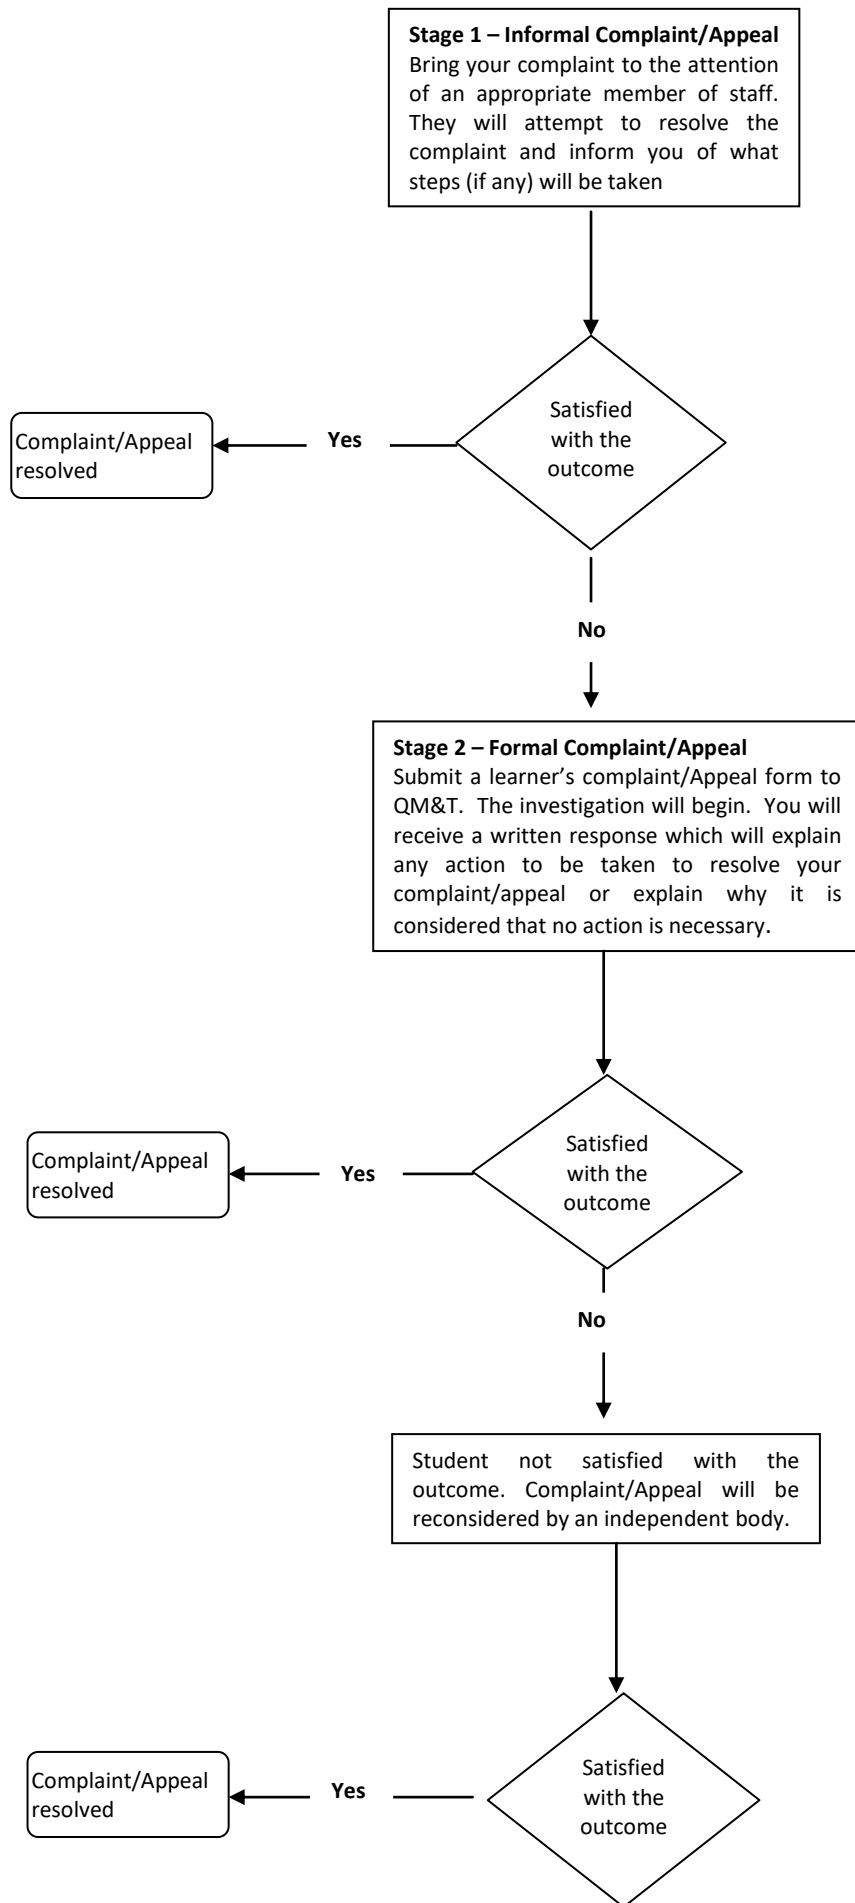 Stage 1 – Informal Complaint/Appeal
Bring your complaint to the attention
of an appropriate member of staff.
They will attempt to resolve the
complaint and inform you of what
steps (if any) will be taken
Satisfied
with the
outcome
Yes
Complaint/Appeal
resolved
No
Stage 2 – Formal Complaint/Appeal
Submit a learner’s complaint/Appeal form to
QM&T. The investigation will begin. You will
receive a written response which will explain
any action to be taken to resolve your
complaint/appeal or explain why it is
considered that no action is necessary.
Satisfied
with the
outcome
Yes
Complaint/Appeal
resolved
No
Student not satisfied with the
outcome. Complaint/Appeal will be
reconsidered by an independent body.
Satisfied
with the
outcome
Yes
Complaint/Appeal
resolved